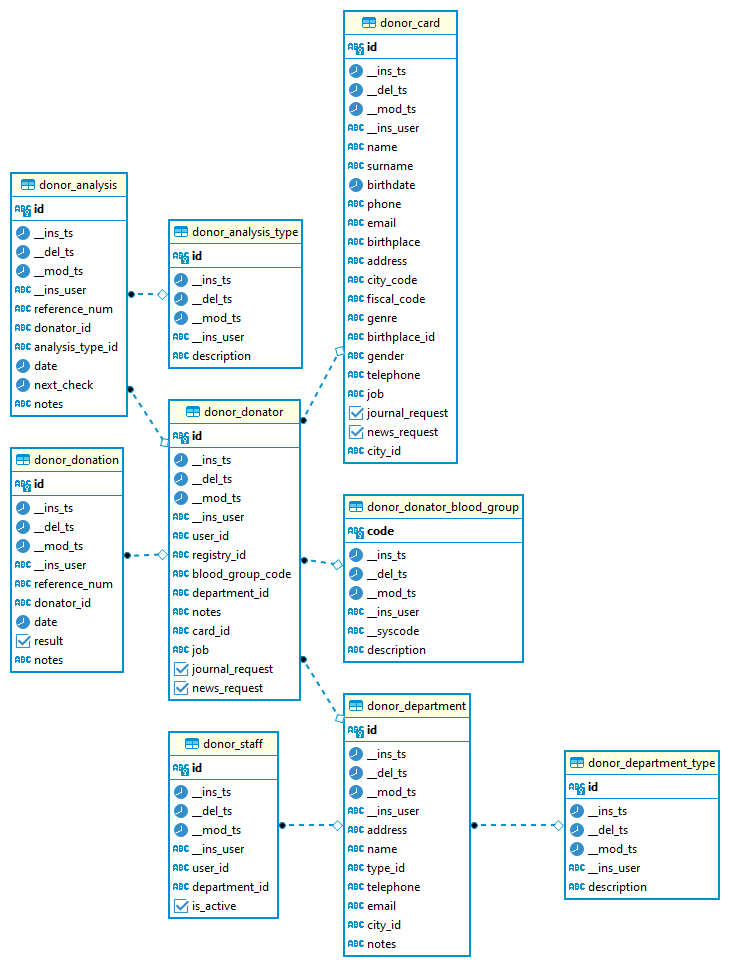 donor_card
id
__ins_ts
__del_ts
__mod_ts
__ins_user
name
surname
birthdate
phone
email
birthplace
address
city_code
fiscal_code
genre
birthplace_id
gender
telephone
job
journal_request
news_request
city_id
donor_analysis
id
__ins_ts
__del_ts
__mod_ts
__ins_user
reference_num
donator_id
analysis_type_id
date
next_check
notes
donor_analysis_type
id
__ins_ts
__del_ts
__mod_ts
__ins_user
description
donor_donator
id
__ins_ts
__del_ts
__mod_ts
__ins_user
user_id
registry_id
blood_group_code
department_id
notes
card_id
job
journal_request
news_request
donor_donation
id
__ins_ts
__del_ts
__mod_ts
__ins_user
reference_num
donator_id
date
result
notes
donor_donator_blood_group
code
__ins_ts
__del_ts
__mod_ts
__ins_user
__syscode
description
donor_department
id
__ins_ts
__del_ts
__mod_ts
__ins_user
address
name
type_id
telephone
email
city_id
notes
donor_staff
id
__ins_ts
__del_ts
__mod_ts
__ins_user
user_id
department_id
is_active
donor_department_type
id
__ins_ts
__del_ts
__mod_ts
__ins_user
description